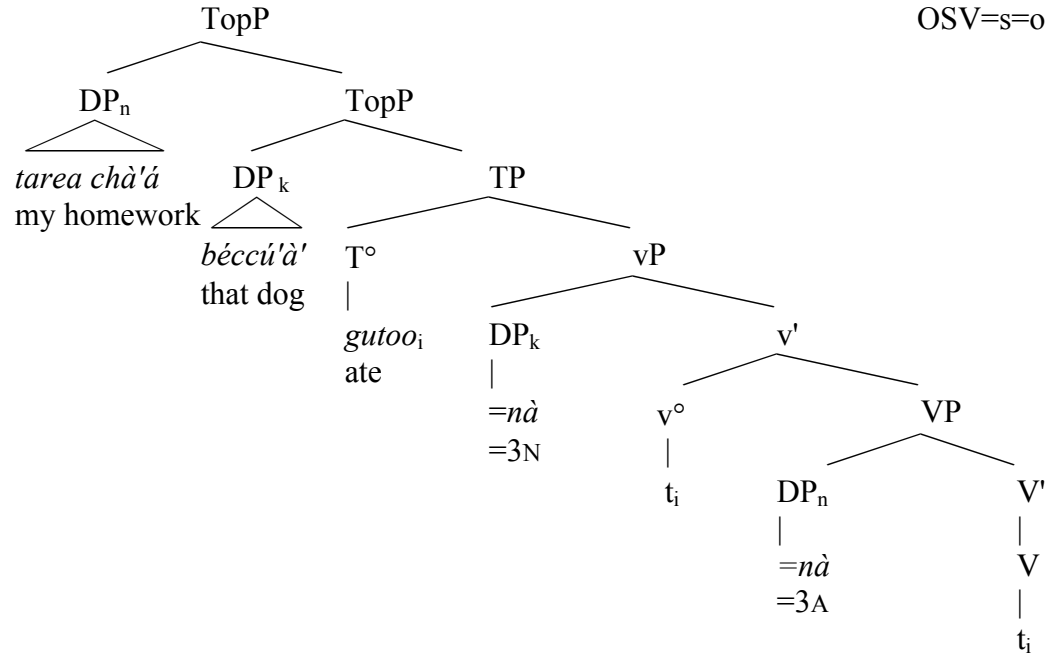 TopP OSV=s=o
DPn TopP
tarea chà'á DPk TP
my homework
béccú'à' T° vP
that dog
gutooi DPk v'
ate
=nà v° VP
=3N
ti DPn V'
=nà V
=3A
ti